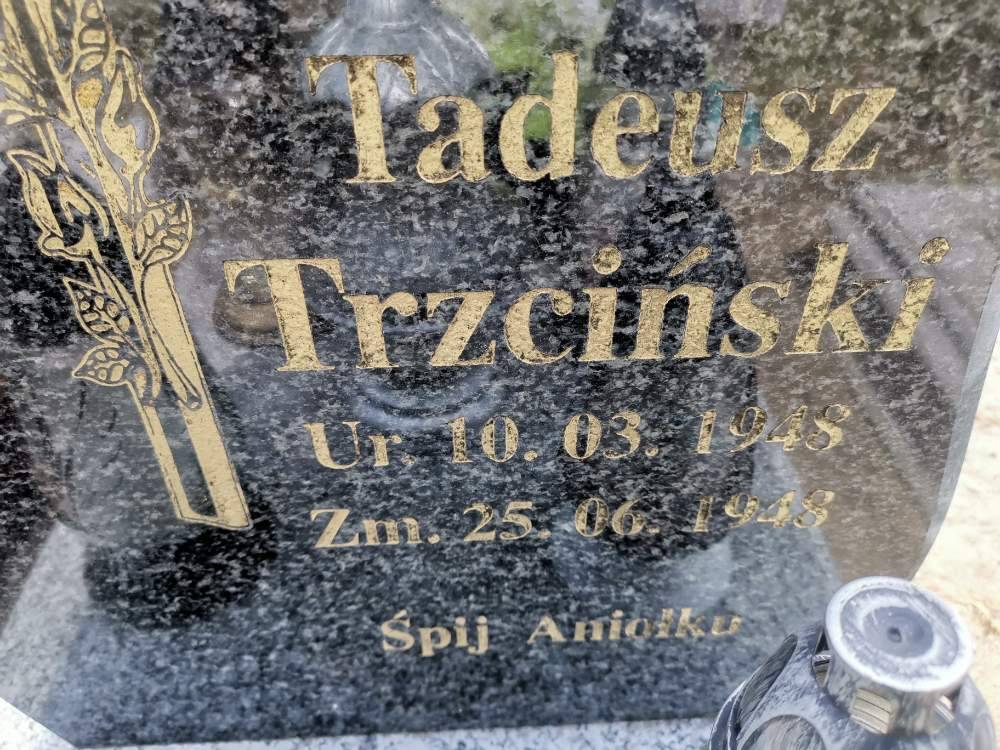 Tadeusz
Trzciński
Ur. 10. 03. 1948
Zm. 25. 06. 1948
Śpij Aniołku